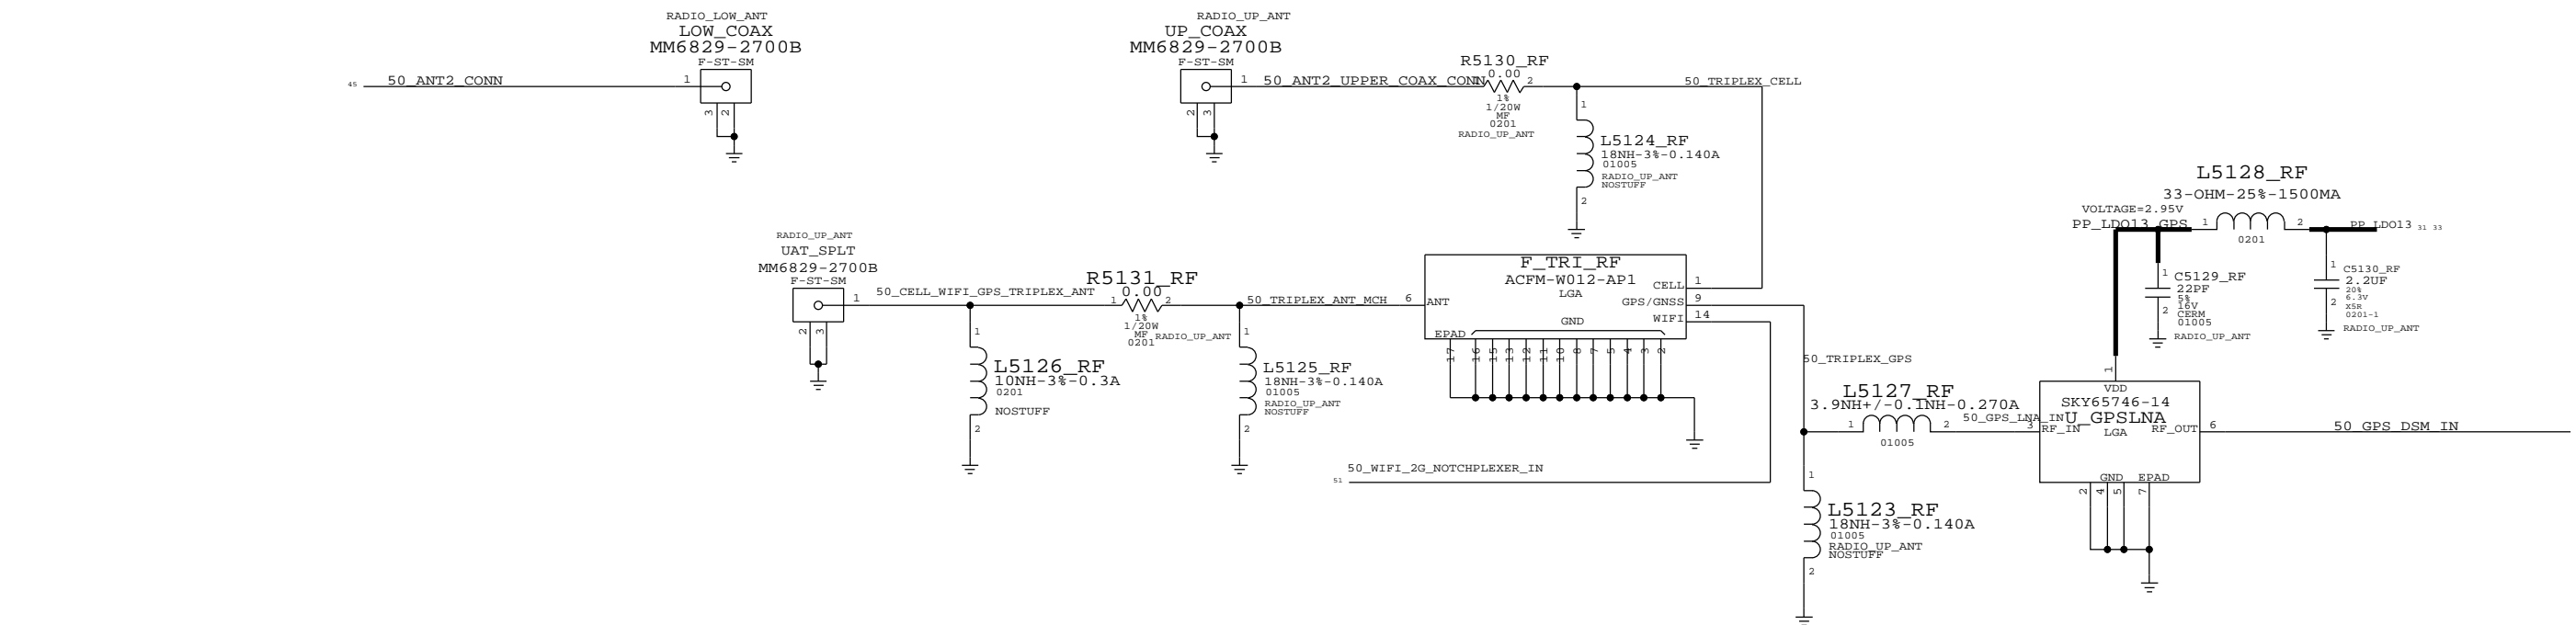 RADIO_LOW_ANT
LOW_COAX
MM6829-2700B
F-ST-SM
45
50_ANT2_CONN
1
3
2
RADIO_UP_ANT
UP_COAX
MM6829-2700B
F-ST-SM
1
50_ANT2_UPPER_COAX_CONN
2
3
R5130_RF
0.00
2
1%
1/20W
MF
0201
RADIO_UP_ANT
50_TRIPLEX_CELL
1
L5124_RF
18NH-3%-0.140A
01005
RADIO_UP_ANT
NOSTUFF
2
L5128_RF
33-OHM-25%-1500MA
VOLTAGE=2.95V
PP_LDO13_GPS
1
2
0201
PP_LDO13
31 33
1
C5129_RF
22PF
5%
16V
CERM
01005
2
RADIO_UP_ANT
1
C5130_RF
2.2UF
20%
6.3V
X5R
0201-1
2
RADIO_UP_ANT
RADIO_UP_ANT
UAT_SPLT
MM6829-2700B
F-ST-SM
1
2
3
50_CELL_WIFI_GPS_TRIPLEX_ANT
R5131_RF
0.00
1
2
1%
1/20W
MF
0201
RADIO_UP_ANT
50_TRIPLEX_ANT_MCH
6
F_TRI_RF
ACFM-W012-AP1
LGA
ANT
CELL
GPS/GNSS
WIFI
1
9
14
GND
EPAD
17
16
15
13
12
11
10
8
7
5
4
3
2
1
L5126_RF
10NH-3%-0.3A
0201
NOSTUFF
2
1
L5125_RF
18NH-3%-0.140A
01005
RADIO_UP_ANT
NOSTUFF
2
50_WIFI_2G_NOTCHPLEXER_IN
51
50_TRIPLEX_GPS
L5127_RF
3.9NH+/-0.1NH-0.270A
1
2
01005
50_GPS_LNA_IN
3
1
VDD
SKY65746-14
U_GPSLNA
LGA
RF_IN
RF_OUT
6
50_GPS_DSM_IN
GND
EPAD
2
4
5
7
1
L5123_RF
18NH-3%-0.140A
01005
RADIO_UP_ANT
NOSTUFF
2